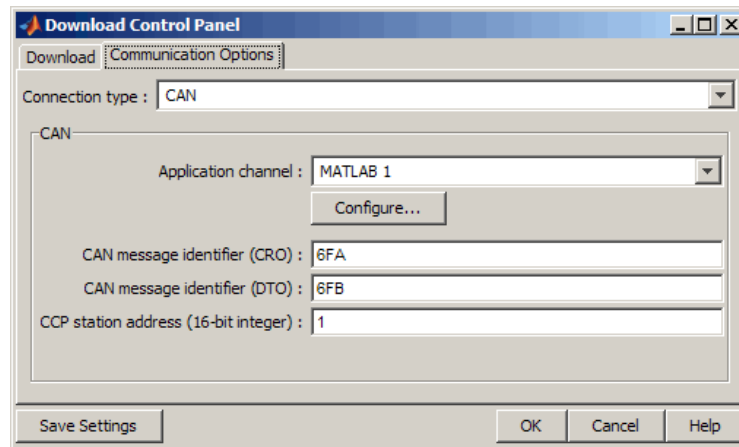 Download Control Panel
Download Communication Options
Connection type : CAN
CAN
Application channel : MATLAB 1
Configure...
CAN message identifier (CRO) : 6FA
CAN message identifier (DTO) : 6FB
CCP station address (16-bit integer) : 1
Save Settings OK Cancel Help